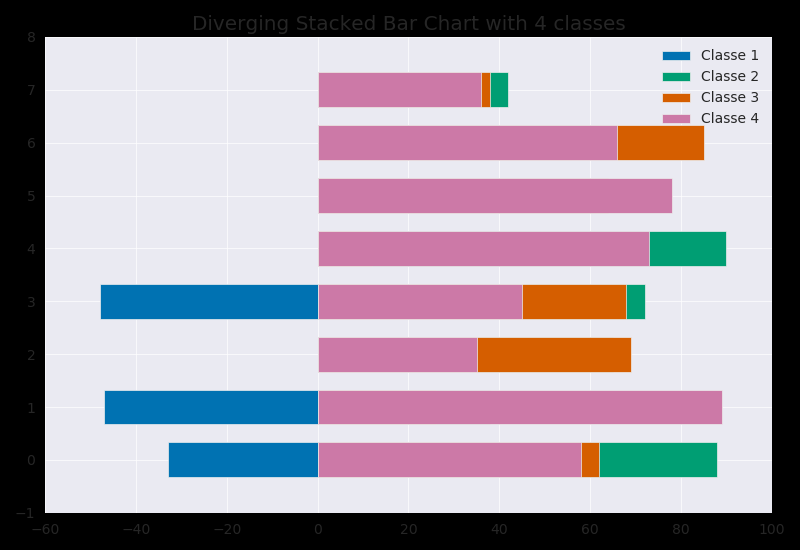 Diverging Stacked Bar Chart with 4 classes
8
7
6
5
4
3
2
1
0
−1
Classe 1
Classe 2
Classe 3
Classe 4
−60 −40 −20 0 20 40 60 80 100